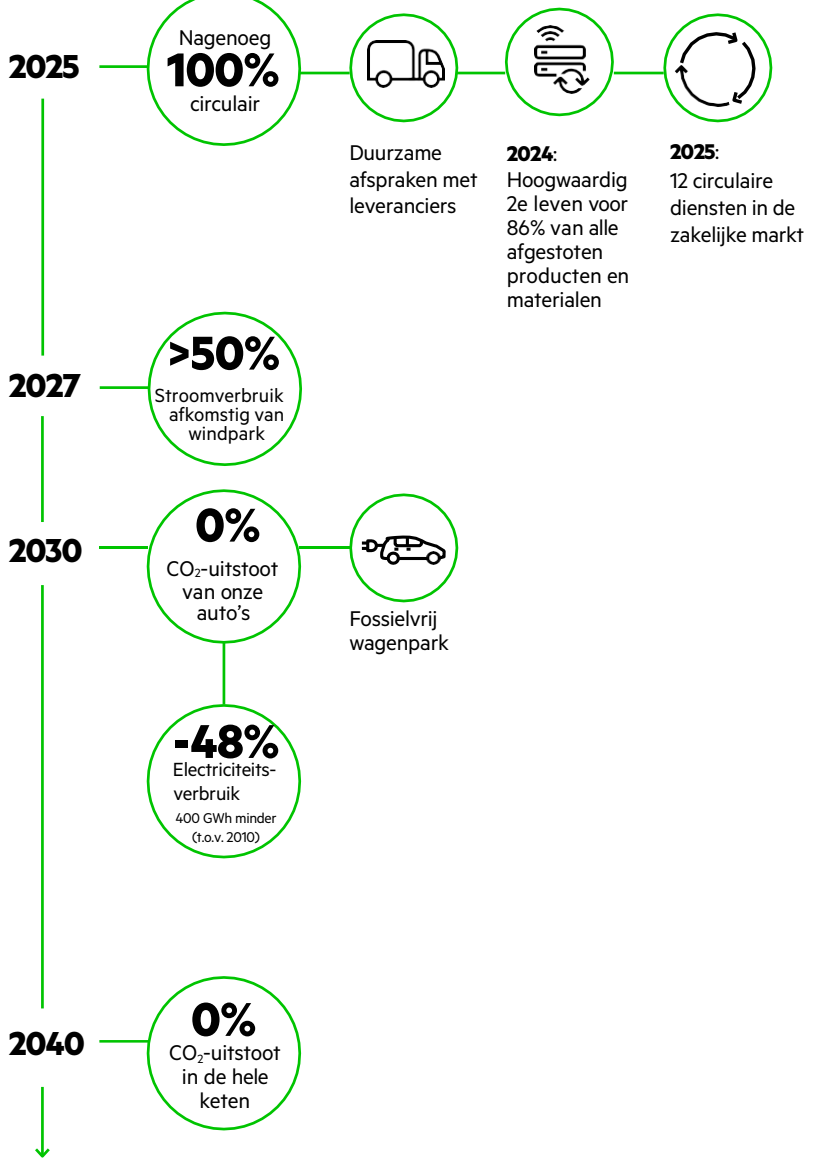 2025
Nagenoeg
100%
circulair
Duurzame
afspraken met
leveranciers
2024:
Hoogwaardig
2e leven voor
86% van alle
afgestoten
producten en
materialen
2025:
12 circulaire
diensten in de
zakelijke markt
2027
>50%
Stroomverbruik
afkomstig van
windpark
2030
0%
CO₂-uitstoot
van onze
auto's
Fossielvrij
wagenpark
-48%
Electriciteits-
verbruik
400 GWh minder
(t.o.v. 2010)
2040
0%
CO₂-uitstoot
in de hele
keten